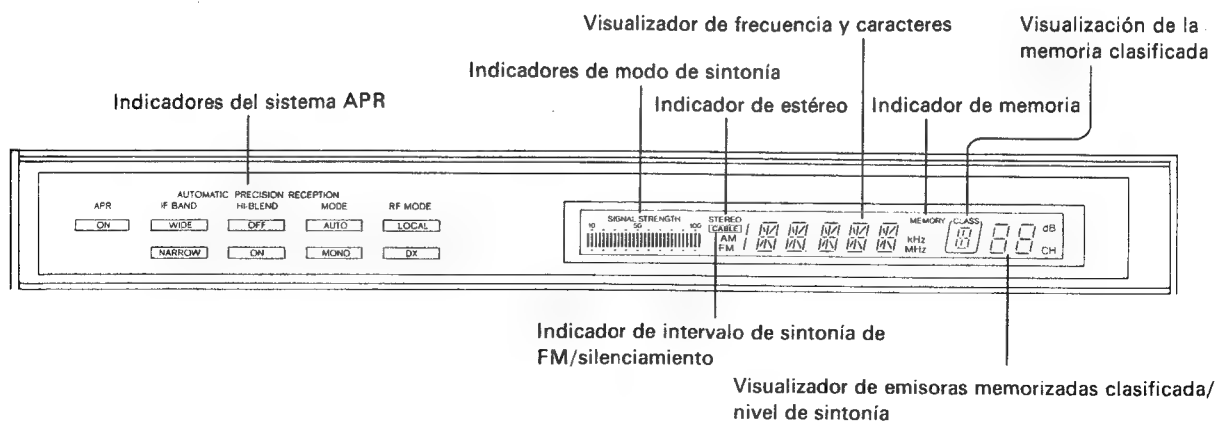 Visualizador de frecuencia y caracteres
Visualización de la
memoria clasificada
Indicadores de modo de sintonía
Indicadores del sistema APR
Indicador de estéreo
Indicador de memoria
AUTOMATIC PRECISION RECEPTION
APR
IF BAND
HI-BLEND
MODE
RF MODE
ON
WIDE
OFF
AUTO
LOCAL
NARROW
ON
MONO
DX
SIGNAL STRENGTH
10
50
100
STEREO
CABLE
AM
FM
kHz
MHz
MEMORY
CLASS
dB
CH
Indicador de intervalo de sintonía de
FM/silenciamiento
Visualizador de emisoras memorizadas clasificada/
nivel de sintonía